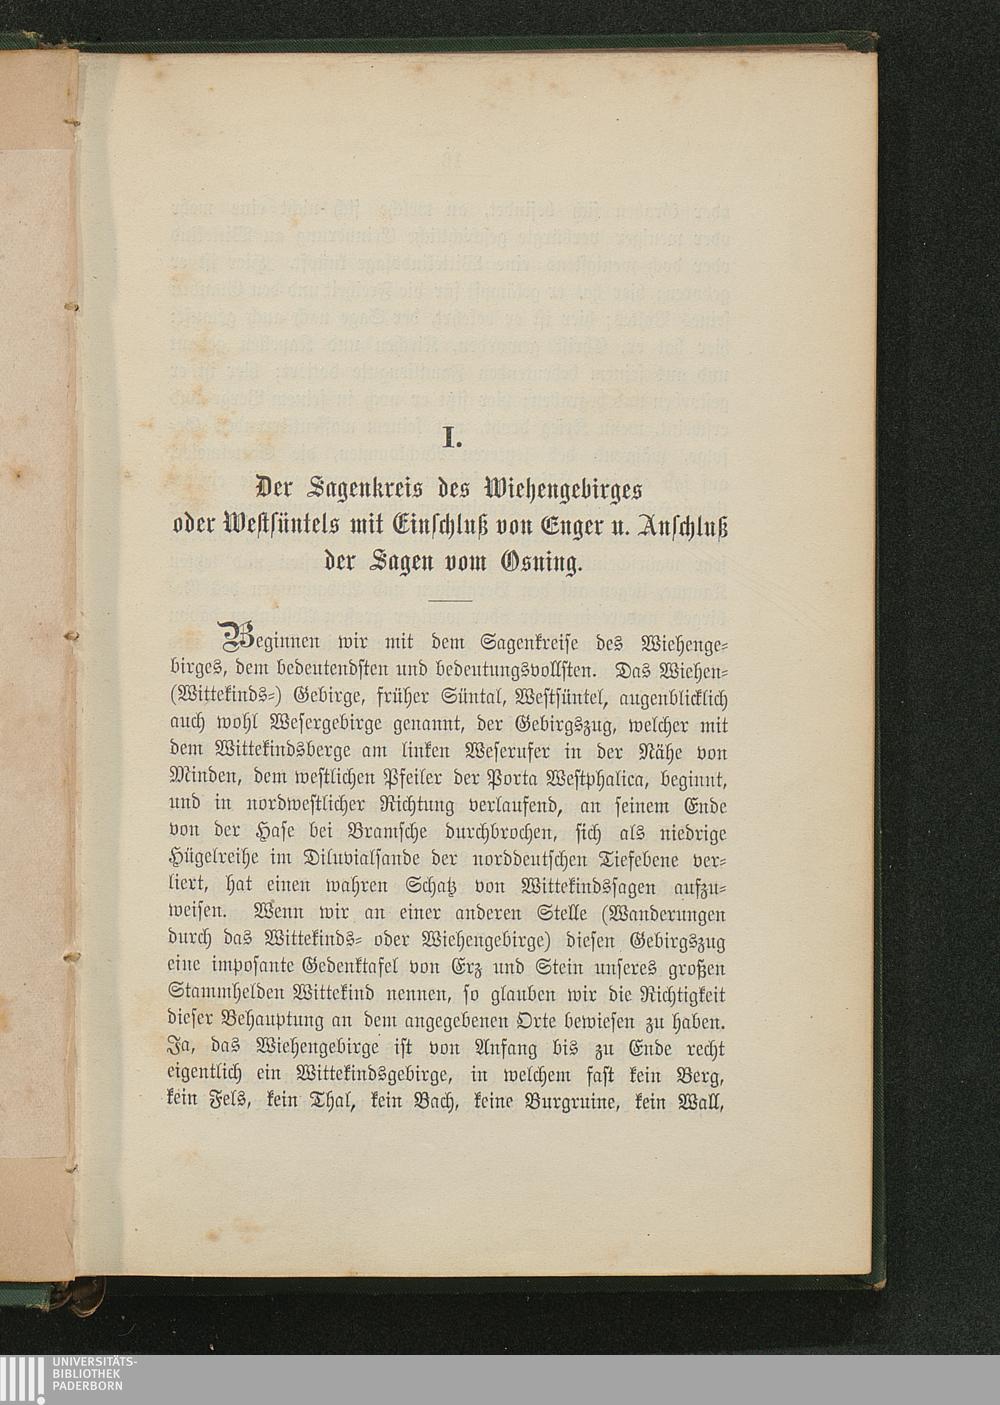 I.
Der Sagenkreis des Wiehengebirges
oder Westsüntels mit Einschluß von Enger u. Anschluß
der Sagen vom Osning.
Beginnen wir mit dem Sagenkreise des Wiehenge-
birges, dem bedeutendsten und bedeutungsvollsten. Das Wiehen-
(Wittekinds-) Gebirge, früher Süntal, Westsüntel, augenblicklich
auch wohl Wesergebirge genannt, der Gebirgszug, welcher mit
dem Wittekindsberge am linken Weserufer in der Nähe von
Minden, dem westlichen Pfeiler der Porta Westphalica, beginnt,
und in nordwestlicher Richtung verlaufend, an seinem Ende
von der Hase bei Bramsche durchbrochen, sich als niedrige
Hügelreihe im Diluvialsande der norddeutschen Tiefebene ver-
liert, hat einen wahren Schatz von Wittekindssagen aufzu-
weisen. Wenn wir an einer anderen Stelle (Wanderungen
durch das Wittekinds- oder Wiehengebirge) diesen Gebirgszug
eine imposante Gedenktafel von Erz und Stein unseres großen
Stammhelden Wittekind nennen, so glauben wir die Richtigkeit
dieser Behauptung an dem angegebenen Orte bewiesen zu haben.
Ja, das Wiehengebirge ist von Anfang bis zu Ende recht
eigentlich ein Wittekindsgebirge, in welchem fast kein Berg,
kein Fels, kein Thal, kein Bach, keine Burgruine, kein Wall,
UNIVERSITÄTS-
BIBLIOTHEK
PADERBORN